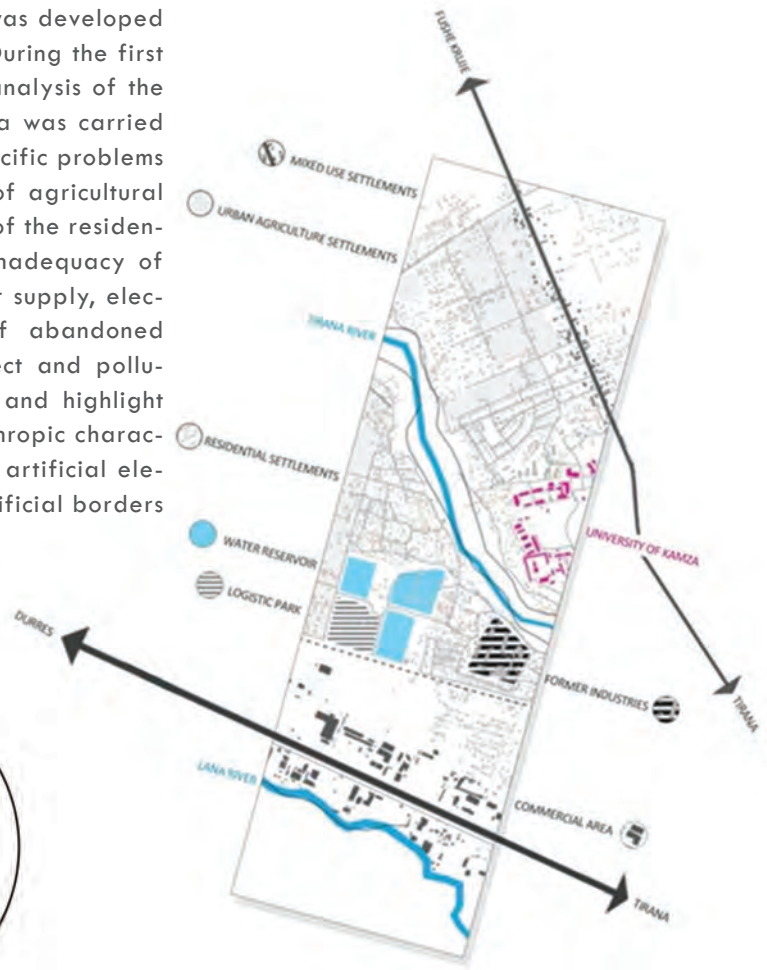 was developed
During the first
analysis of the
a was carried
cific problems
of agricultural
of the residen-
nadequacy of
r supply, elec-
f abandoned
ect and pollu-
and highlight
hropic charac-
artificial ele-
ificial borders
FUSHE KRUJE
MIXED USE SETTLEMENTS
URBAN AGRICULTURE SETTLEMENTS
TIRANA RIVER
RESIDENTIAL SETTLEMENTS
UNIVERSITY OF KAMZA
WATER RESERVOIR
LOGISTIC PARK
DURRES
FORMER INDUSTRIES
TIRANA
LANA RIVER
COMMERCIAL AREA
TIRANA